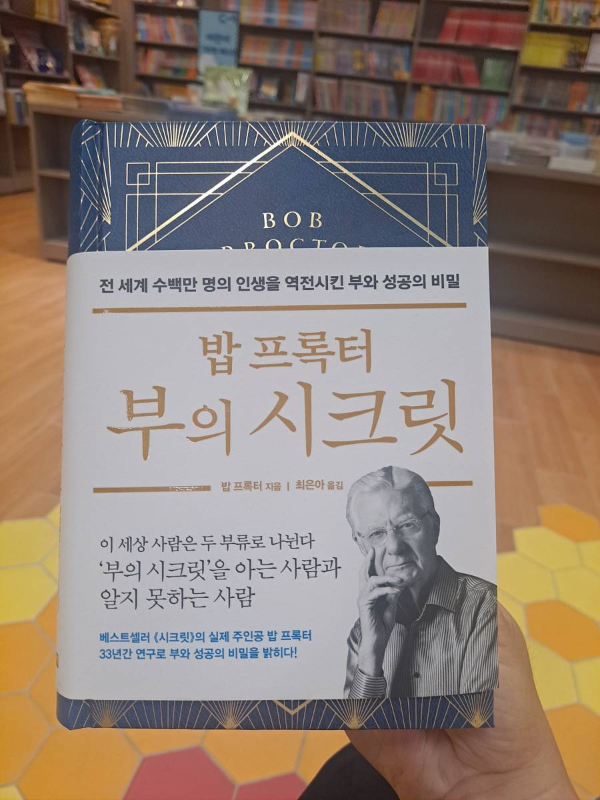 BOB
PROCTOR
전 세계 수백만 명의 인생을 역전시킨 부와 성공의 비밀
밥 프록터
부의 시크릿
밥 프록터 지음 | 최은아 옮김
이 세상 사람은 두 부류로 나뉜다
‘부의 시크릿’을 아는 사람과
알지 못하는 사람
베스트셀러 《시크릿》의 실제 주인공 밥 프록터
33년간 연구로 부와 성공의 비밀을 밝히다!